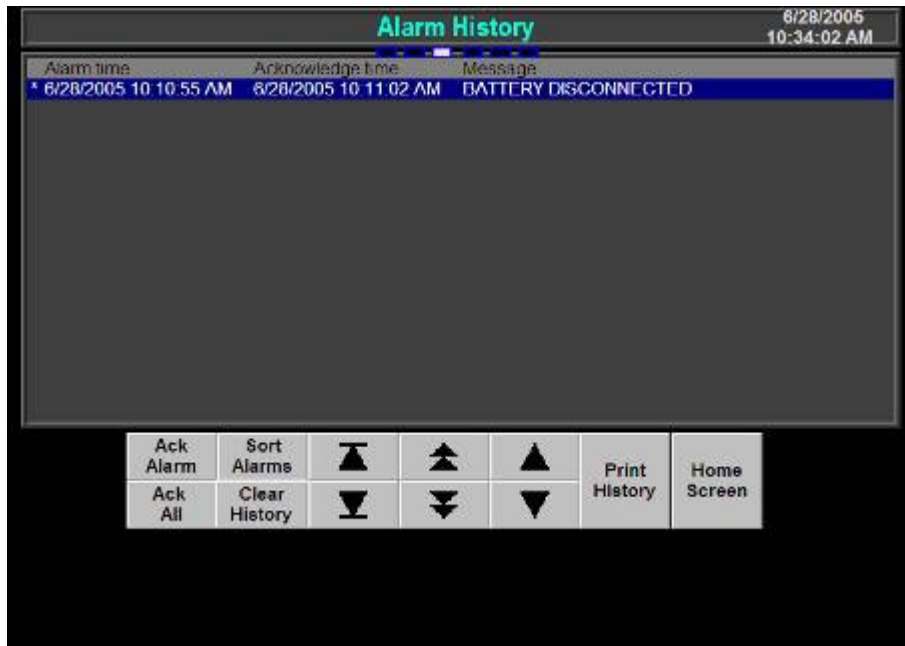 Alarm History
6/28/2005
10:34:02 AM
Alarm time Acknowledge time Message
* 6/28/2005 10:10:55 AM 6/28/2005 10:11:02 AM BATTERY DISCONNECTED
Ack
Alarm
Sort
Alarms
Ack
All
Clear
History
Print
History
Home
Screen